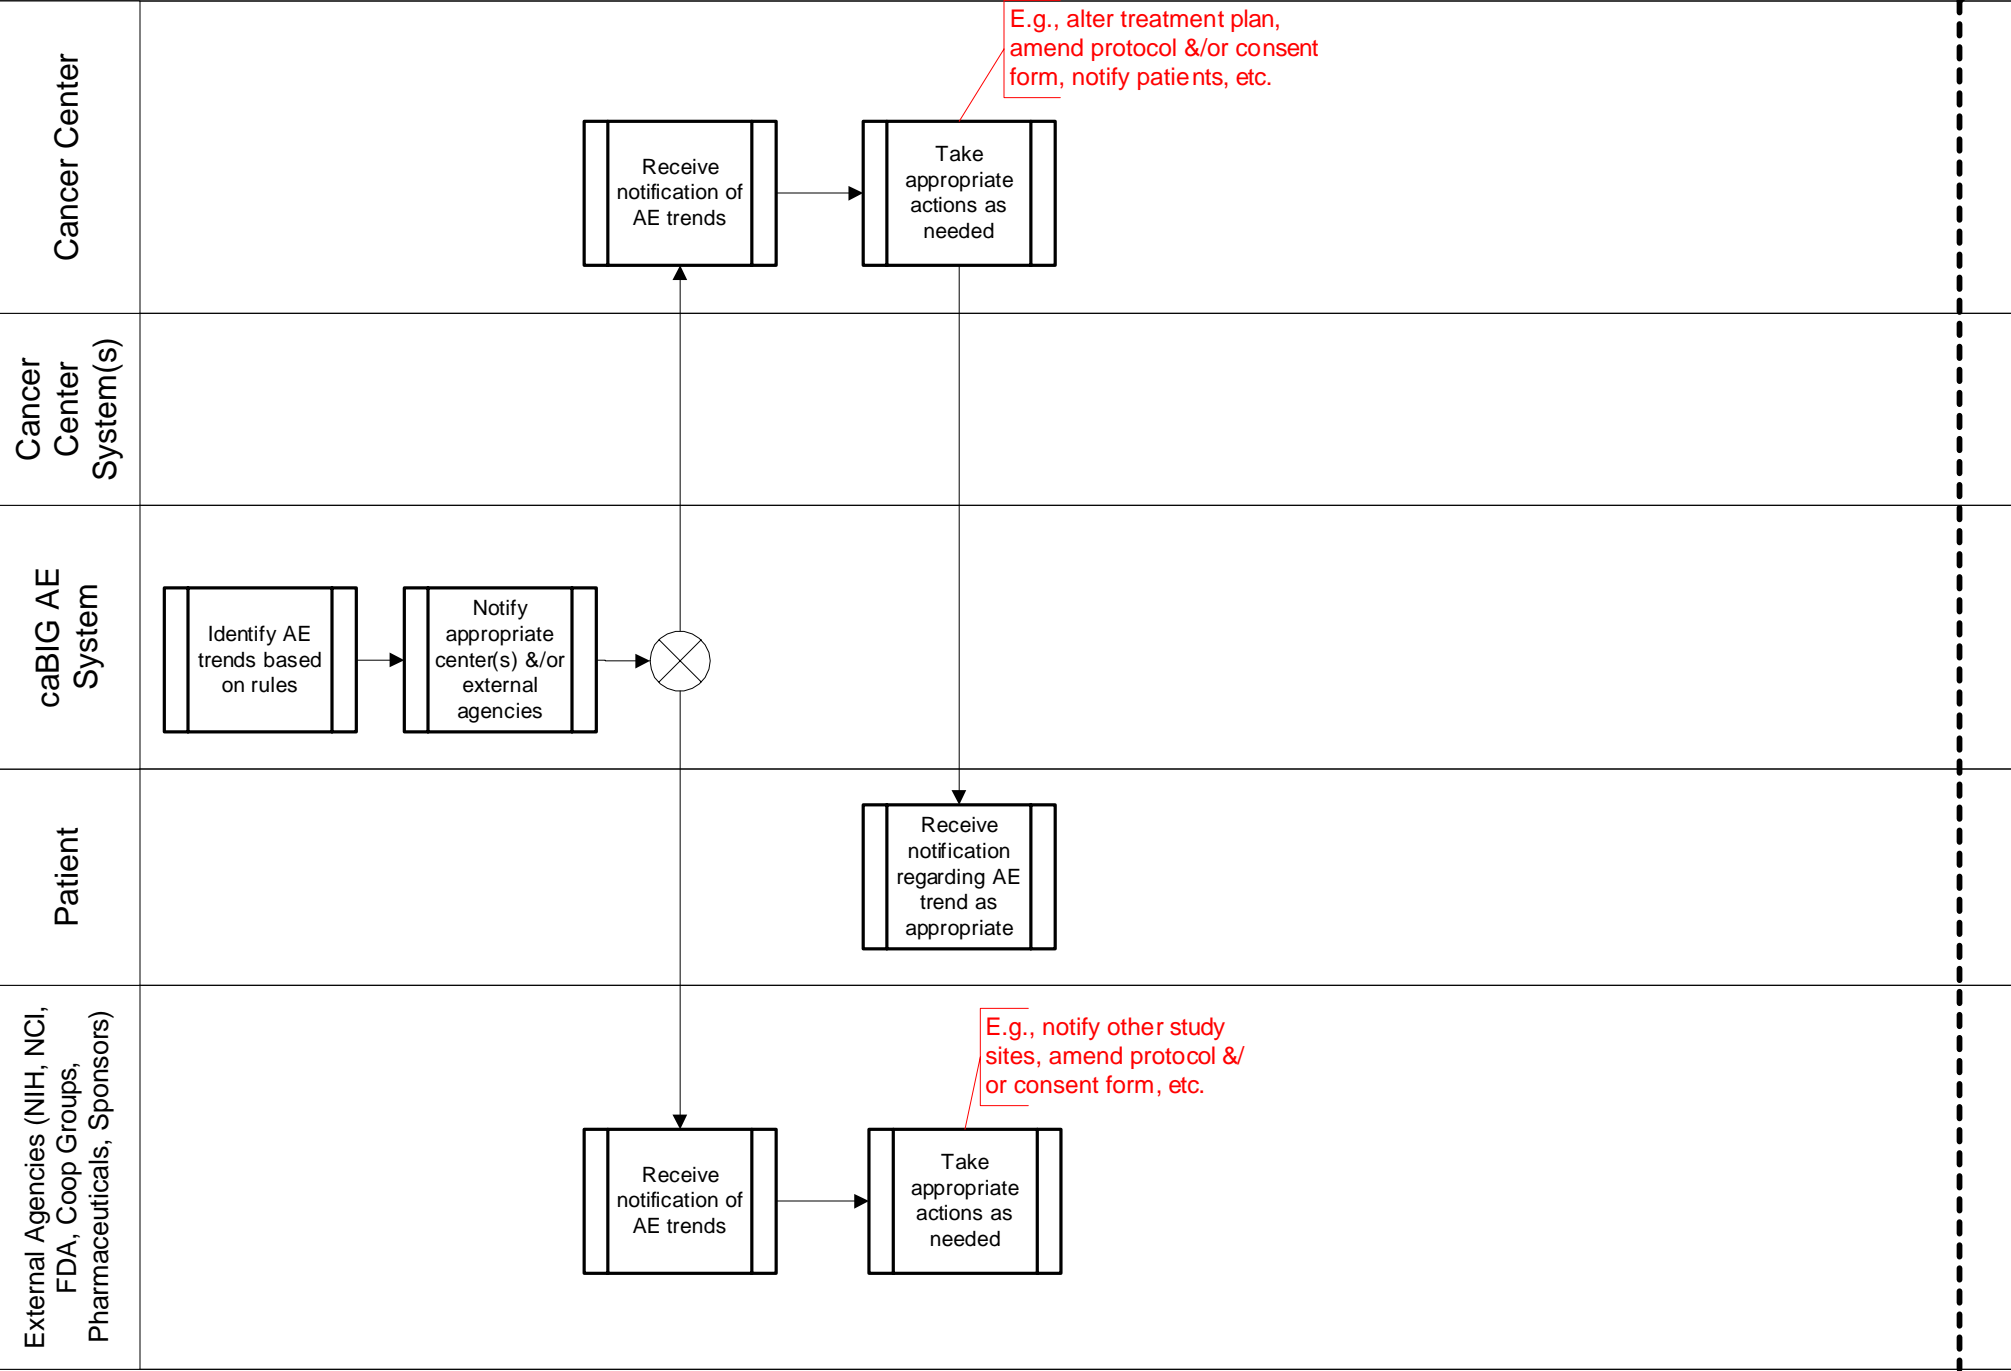 Cancer Center
E.g., alter treatment plan,
amend protocol &/or consent
form, notify patients, etc.
Receive
notification of
AE trends
Take
appropriate
actions as
needed
Cancer
Center
System(s)
caBIG AE
System
Identify AE
trends based
on rules
Notify
appropriate
center(s) &/or
external
agencies
Patient
Receive
notification
regarding AE
trend as
appropriate
External Agencies (NIH, NCI,
FDA, Coop Groups,
Pharmaceuticals, Sponsors)
E.g., notify other study
sites, amend protocol &/
or consent form, etc.
Receive
notification of
AE trends
Take
appropriate
actions as
needed